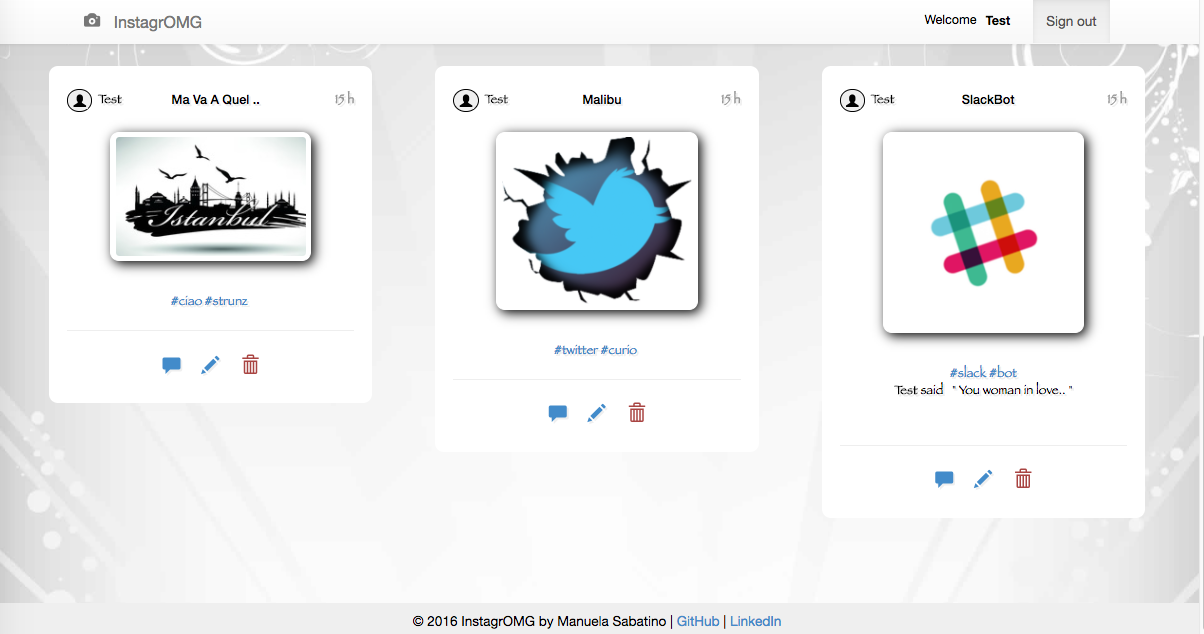 InstagrOMG
Welcome Test
Sign out
Test
Ma Va A Quel ..
15 h
Istanbul
#ciao #strunz
Test
Malibu
15 h
#twitter #curio
Test
SlackBot
15 h
#slack #bot
Test said " You woman in love.. "
© 2016 InstagrOMG by Manuela Sabatino | GitHub | LinkedIn